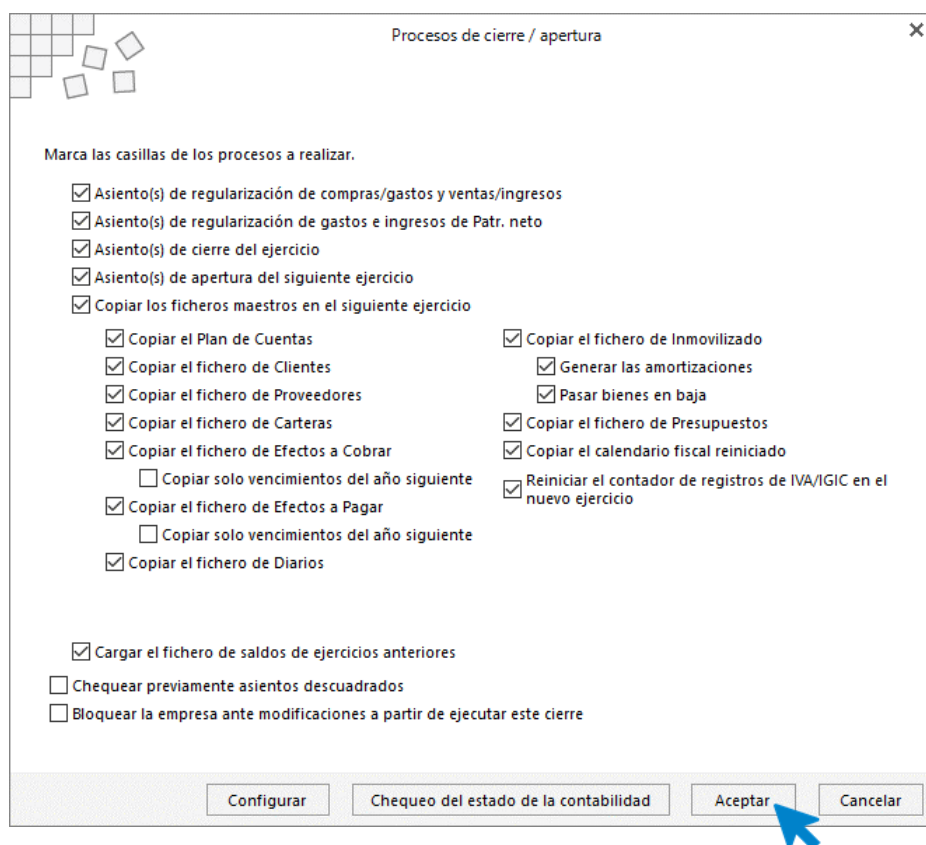 Procesos de cierre / apertura
Marca las casillas de los procesos a realizar.
Asiento(s) de regularización de compras/gastos y ventas/ingresos
Asiento(s) de regularización de gastos e ingresos de Patr. neto
Asiento(s) de cierre del ejercicio
Asiento(s) de apertura del siguiente ejercicio
Copiar los ficheros maestros en el siguiente ejercicio
Copiar el Plan de Cuentas
Copiar el fichero de Clientes
Copiar el fichero de Proveedores
Copiar el fichero de Carteras
Copiar el fichero de Efectos a Cobrar
Copiar solo vencimientos del año siguiente
Copiar el fichero de Efectos a Pagar
Copiar solo vencimientos del año siguiente
Copiar el fichero de Diarios
Copiar el fichero de Inmovilizado
Generar las amortizaciones
Pasar bienes en baja
Copiar el fichero de Presupuestos
Copiar el calendario fiscal reiniciado
Reiniciar el contador de registros de IVA/IGIC en el
nuevo ejercicio
Cargar el fichero de saldos de ejercicios anteriores
Chequear previamente asientos descuadrados
Bloquear la empresa ante modificaciones a partir de ejecutar este cierre
Configurar
Chequeo del estado de la contabilidad
Aceptar
Cancelar